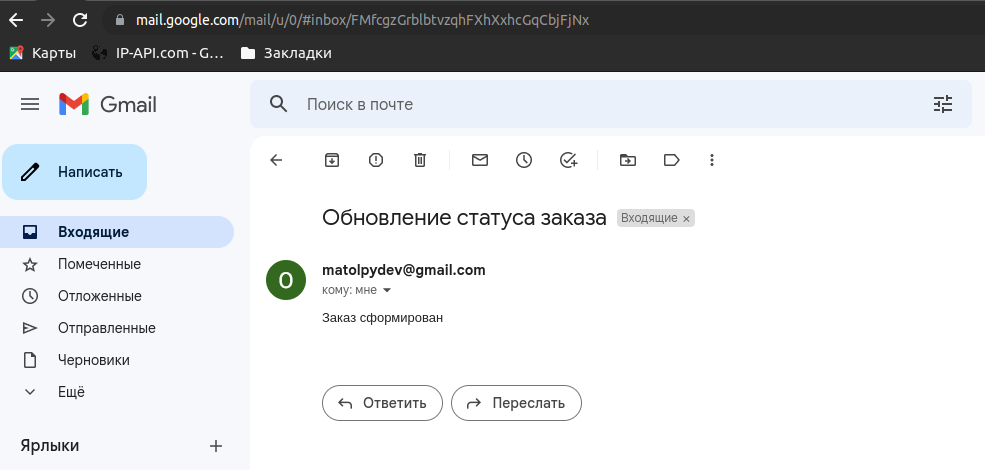 mail.google.com/mail/u/0/#inbox/FMfcgzGrblbtvzqhFXhXxhcGqCbjFjNx
Карты IP-API.com - G... Закладки
Gmail
Поиск в почте
Написать
Обновление статуса заказа Входящие ×
Входящие
Помеченные
Отложенные
Отправленные
Черновики
Ещё
Ярлыки +
O
matolpydev@gmail.com
кому: мне
Заказ сформирован
Ответить
Переслать